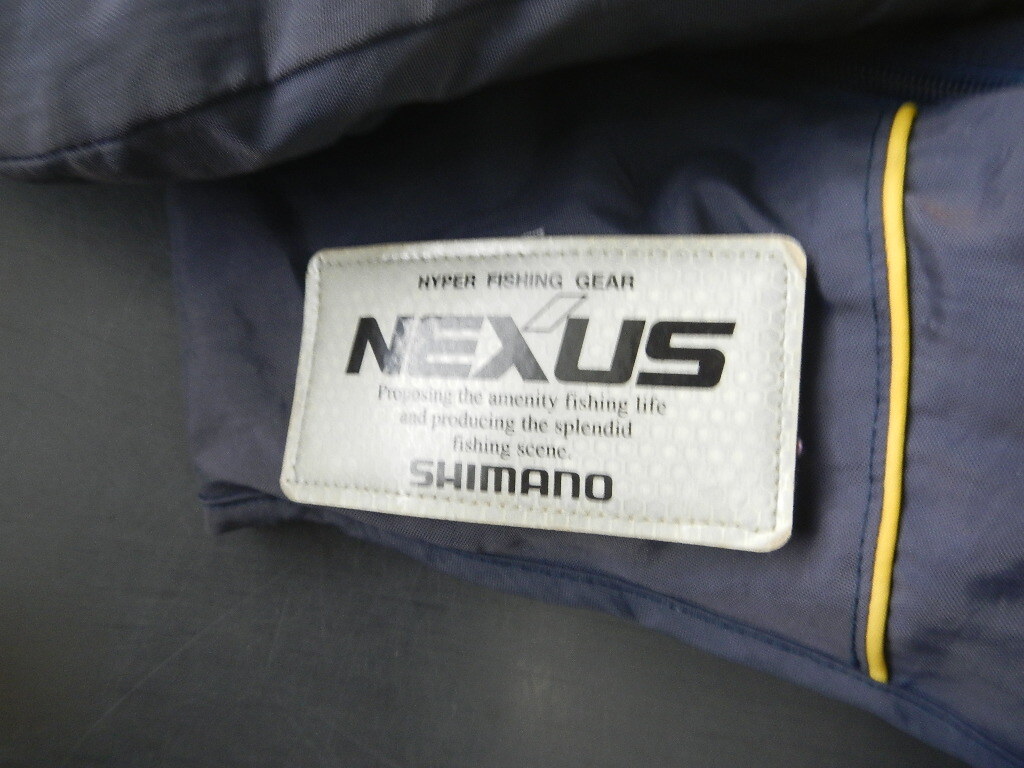 HYPER FISHING GEAR
NEXUS
Proposing the amenity fishing life
and producing the splendid
fishing scene.
SHIMANO